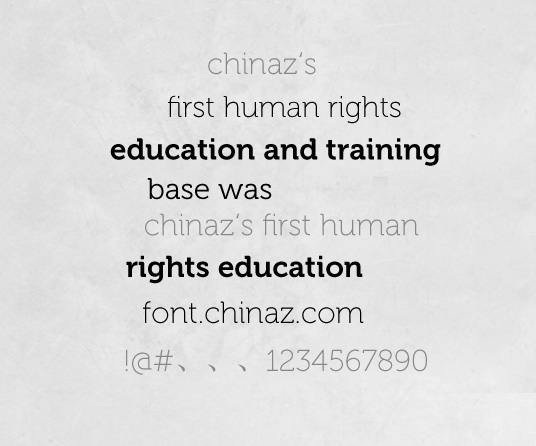 chinaz‘s
first human rights
education and training
base was
chinaz‘s first human
rights education
font.chinaz.com
!@#、、、1234567890